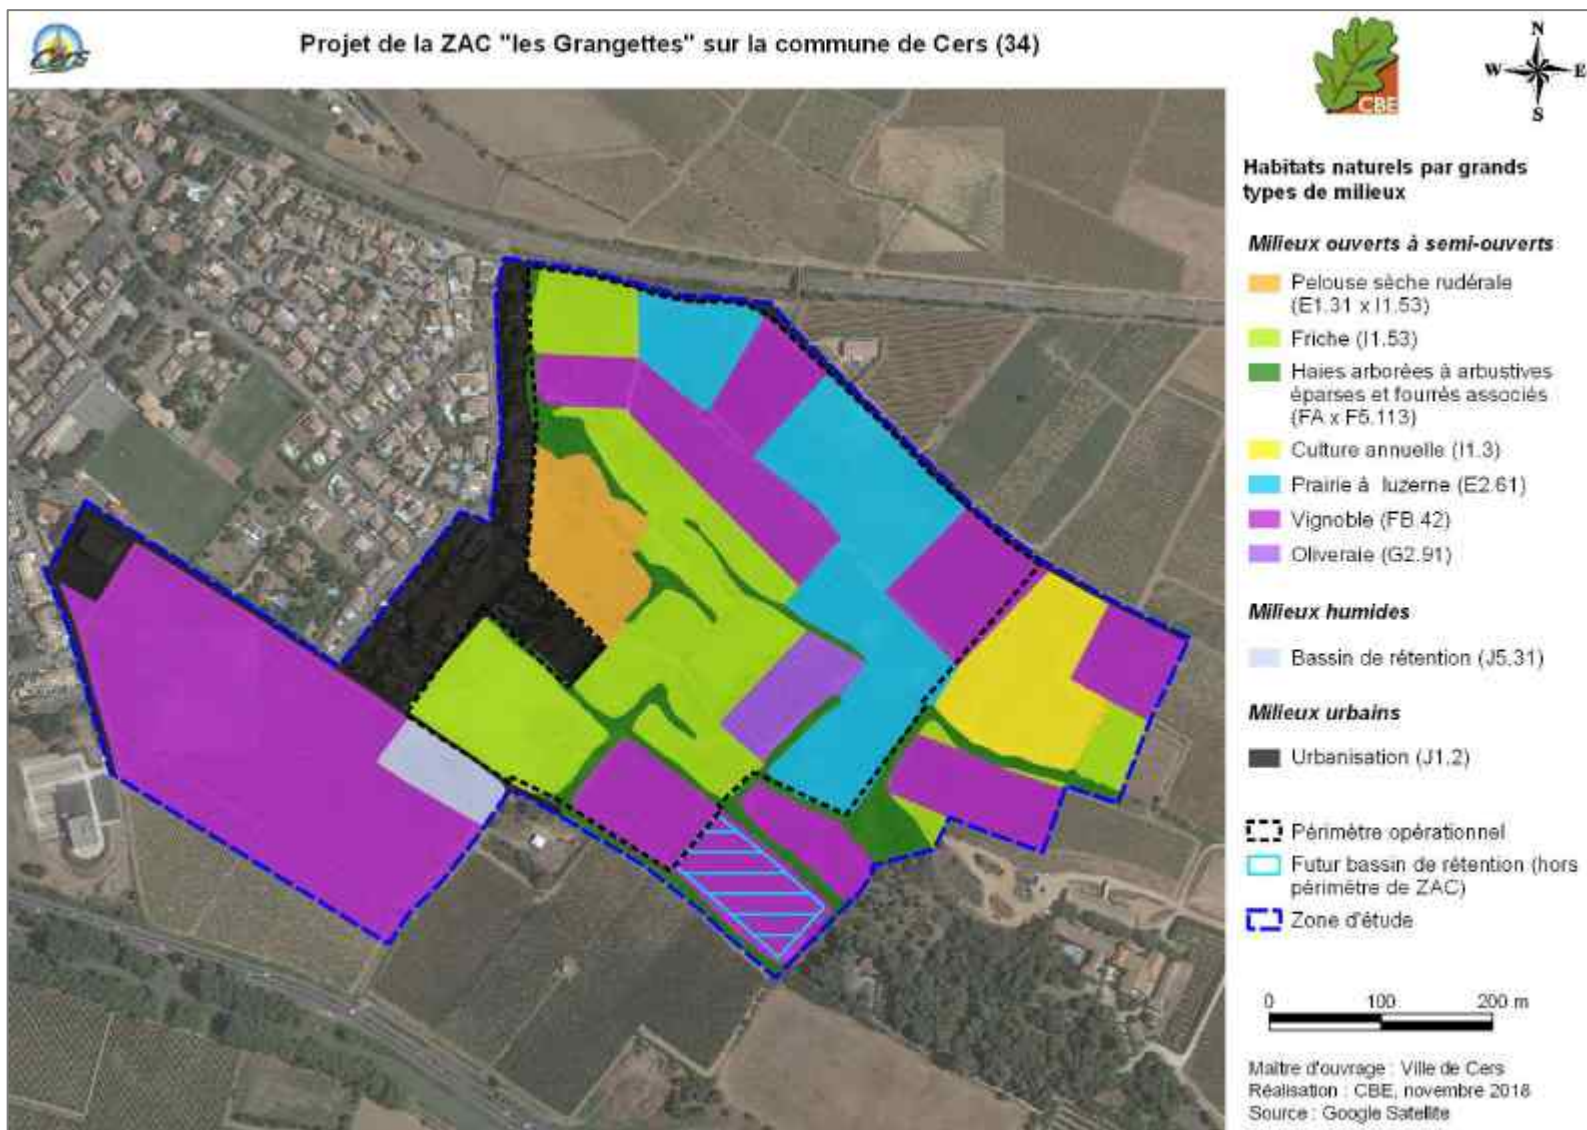 Cers
Projet de la ZAC "les Grangettes" sur la commune de Cers (34)
CBE
N
W
E
S
Habitats naturels par grands
types de milieux
Milieux ouverts à semi-ouverts
Pelouse sèche rudérale
(E1.31 x I1.53)
Friche (I1.53)
Haies arborées à arbustives
éparses et fourrés associés
(FA x F5.113)
Culture annuelle (I1.3)
Prairie à luzerne (E2.61)
Vignoble (FB.42)
Oliveraie (G2.91)
Milieux humides
Bassin de rétention (J5.31)
Milieux urbains
Urbanisation (J1.2)
Périmètre opérationnel
Futur bassin de rétention (hors
périmètre de ZAC)
Zone d'étude
0 100 200 m
Maître d'ouvrage : Ville de Cers
Réalisation : CBE, novembre 2018
Source : Google Satellite